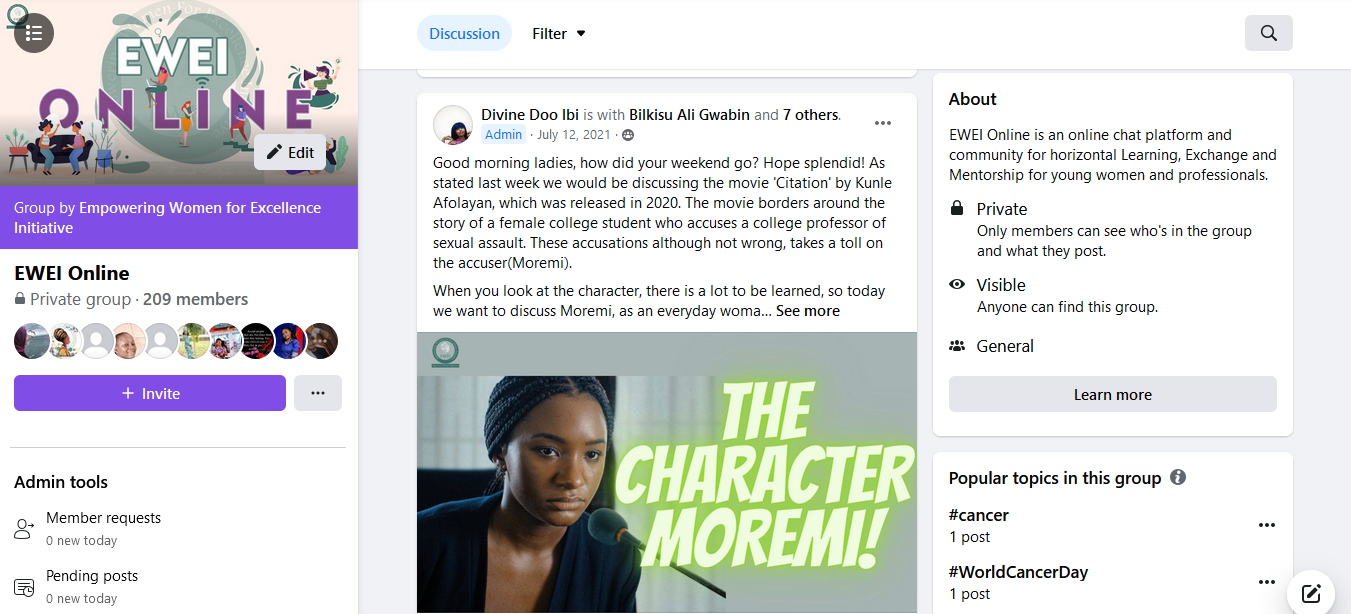 EWEI
ONLINE
Edit
Group by Empowering Women for Excellence
Initiative
EWEI Online
Private group · 209 members
+ Invite
Admin tools
Member requests
0 new today
Pending posts
0 new today
Discussion
Filter
Divine Doo Ibi is with Bilkisu Ali Gwabin and 7 others.
Admin · July 12, 2021 ·
Good morning ladies, how did your weekend go? Hope splendid! As
stated last week we would be discussing the movie 'Citation' by Kunle
Afolayan, which was released in 2020. The movie borders around the
story of a female college student who accuses a college professor of
sexual assault. These accusations although not wrong, takes a toll on
the accuser(Moremi).
When you look at the character, there is a lot to be learned, so today
we want to discuss Moremi, as an everyday woma... See more
THE
CHARACTER
MOREMI!
About
EWEI Online is an online chat platform and
community for horizontal Learning, Exchange and
Mentorship for young women and professionals.
Private
Only members can see who's in the group
and what they post.
Visible
Anyone can find this group.
General
Learn more
Popular topics in this group
#cancer
1 post
#WorldCancerDay
1 post